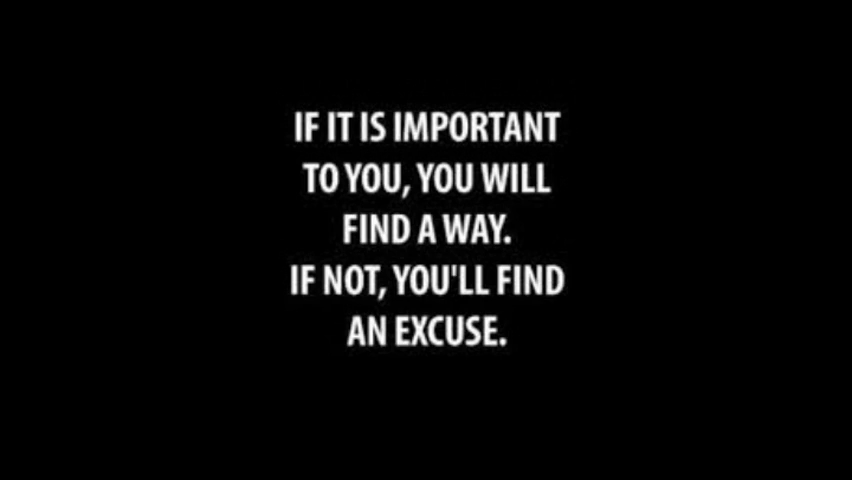 IF IT IS IMPORTANT
TO YOU, YOU WILL
FIND A WAY.
IF NOT, YOU'LL FIND
AN EXCUSE.